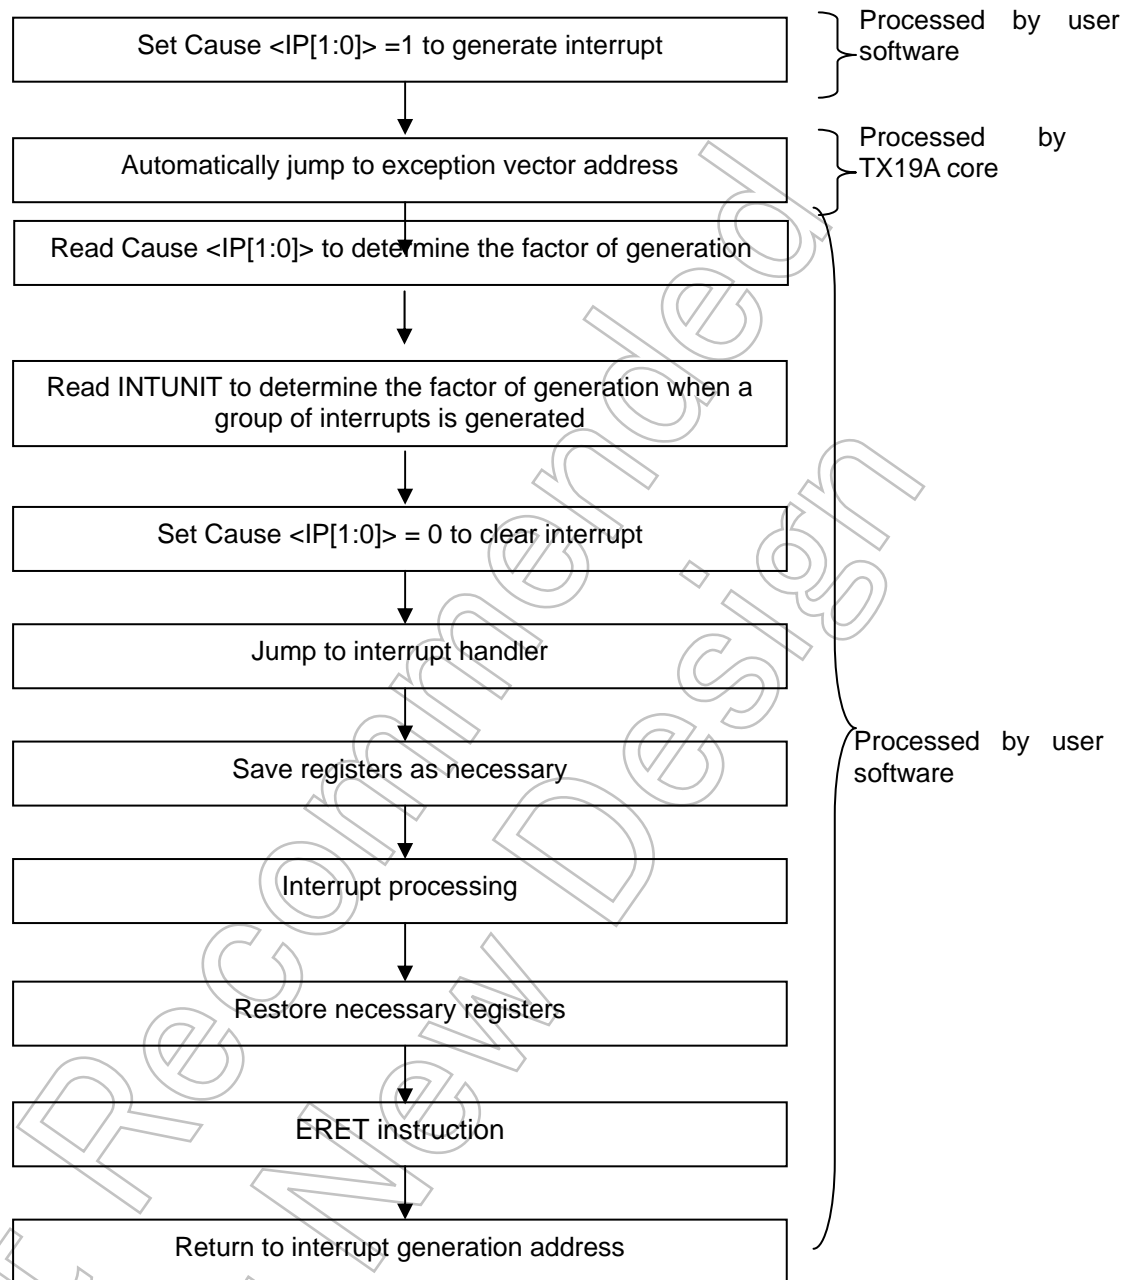 Set Cause <IP[1:0]> =1 to generate interrupt
Processed by user
software
Automatically jump to exception vector address
Processed by
TX19A core
Read Cause <IP[1:0]> to determine the factor of generation
Read INTUNIT to determine the factor of generation when a
group of interrupts is generated
Set Cause <IP[1:0]> = 0 to clear interrupt
Jump to interrupt handler
Save registers as necessary
Processed by user
software
Interrupt processing
Restore necessary registers
ERET instruction
Return to interrupt generation address
Recommended
New Design